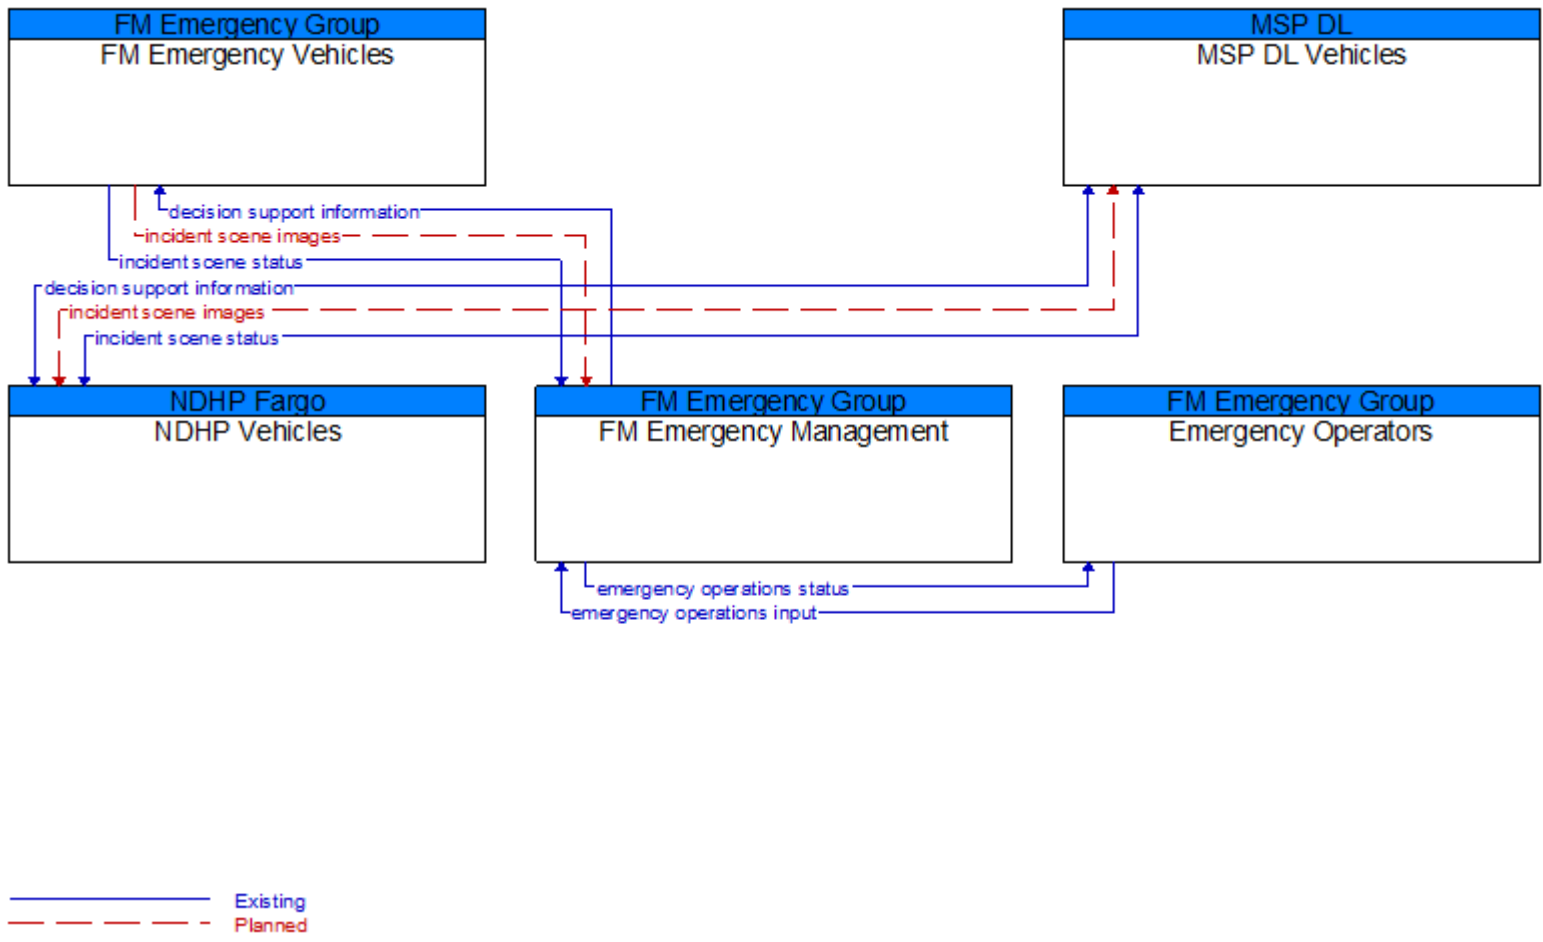 FM Emergency Group
FM Emergency Vehicles
MSP DL
MSP DL Vehicles
decision support information
incident scene images
incident scene status
decision support information
incident scene images
incident scene status
NDHP Fargo
NDHP Vehicles
FM Emergency Group
FM Emergency Management
FM Emergency Group
Emergency Operators
emergency operations status
emergency operations input
Existing
Planned